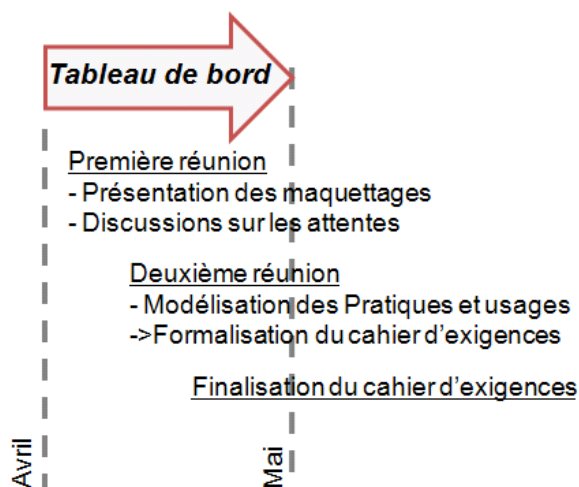 Tableau de bord
Première réunion
- Présentation des maquettages
- Discussions sur les attentes
Deuxième réunion
- Modélisation des Pratiques et usages
->Formalisation du cahier d’exigences
Finalisation du cahier d’exigences
Avril
Mai